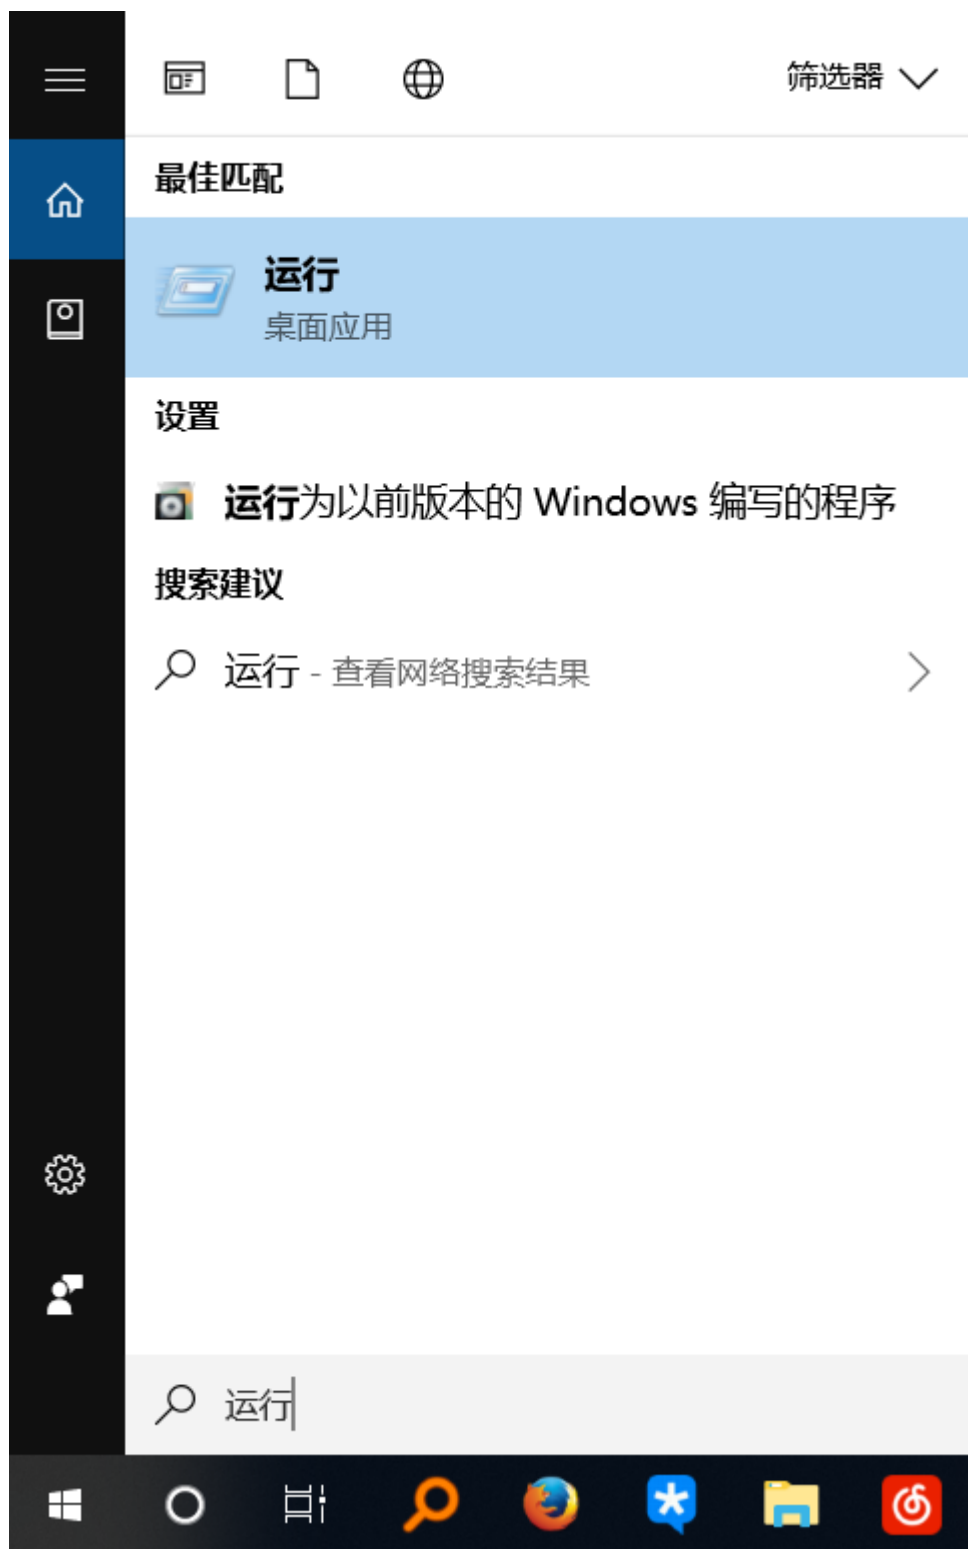 筛选器
最佳匹配
运行
桌面应用
设置
运行为以前版本的 Windows 编写的程序
搜索建议
运行 - 查看网络搜索结果
运行